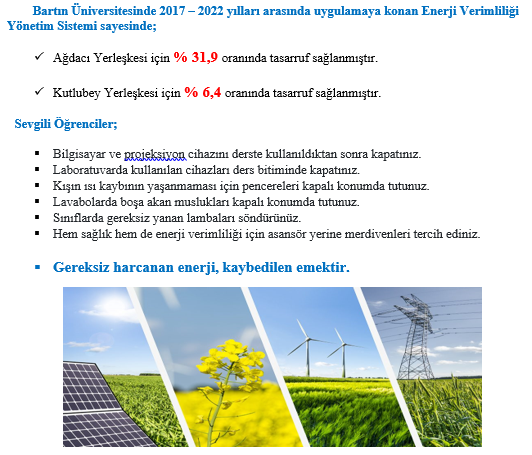 Bartın Üniversitesinde 2017 – 2022 yılları arasında uygulamaya konan Enerji Verimliliği
Yönetim Sistemi sayesinde;
✓ Ağdacı Yerleşkesi için % 31,9 oranında tasarruf sağlanmıştır.
✓ Kutlubey Yerleşkesi için % 6,4 oranında tasarruf sağlanmıştır.
Sevgili Öğrenciler;
▪ Bilgisayar ve projeksiyon cihazını derste kullanıldıktan sonra kapatınız.
▪ Laboratuvarda kullanılan cihazları ders bitiminde kapatınız.
▪ Kışın ısı kaybının yaşanmaması için pencereleri kapalı konumda tutunuz.
▪ Lavabolarda boşa akan muslukları kapalı konumda tutunuz.
▪ Sınıflarda gereksiz yanan lambaları söndürünüz.
▪ Hem sağlık hem de enerji verimliliği için asansör yerine merdivenleri tercih ediniz.
▪ Gereksiz harcanan enerji, kaybedilen emektir.